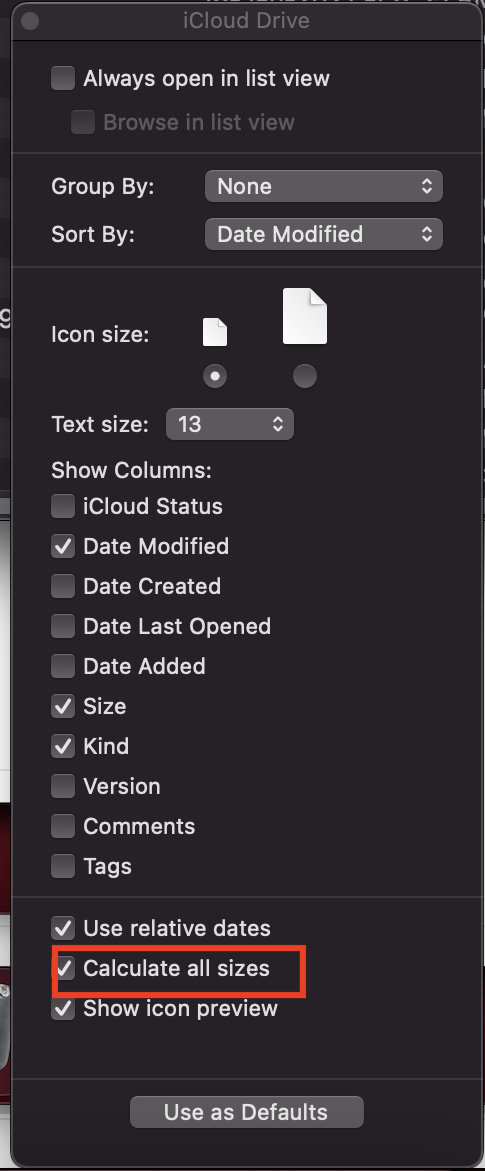 iCloud Drive
Always open in list view
Browse in list view
Group By: None
Sort By: Date Modified
Icon size:
Text size: 13
Show Columns:
iCloud Status
Date Modified
Date Created
Date Last Opened
Date Added
Size
Kind
Version
Comments
Tags
Use relative dates
Calculate all sizes
Show icon preview
Use as Defaults